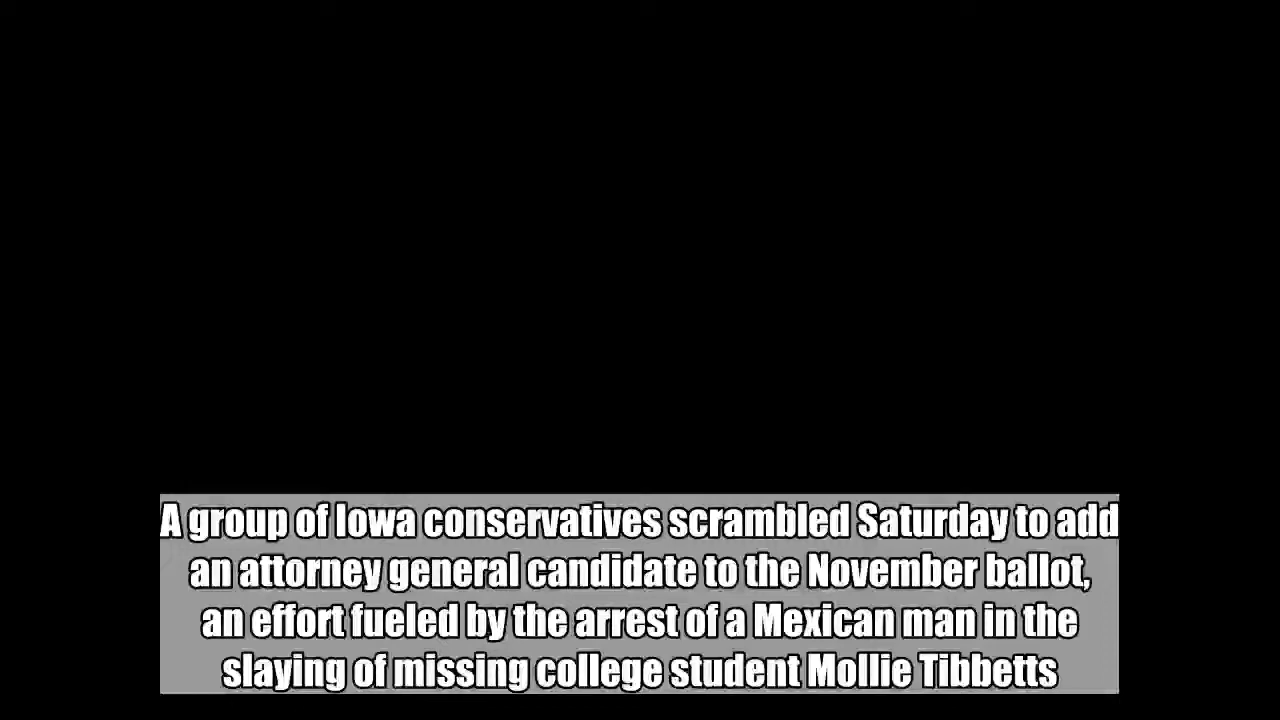 A group of Iowa conservatives scrambled Saturday to add
an attorney general candidate to the November ballot,
an effort fueled by the arrest of a Mexican man in the
slaying of missing college student Mollie Tibbetts